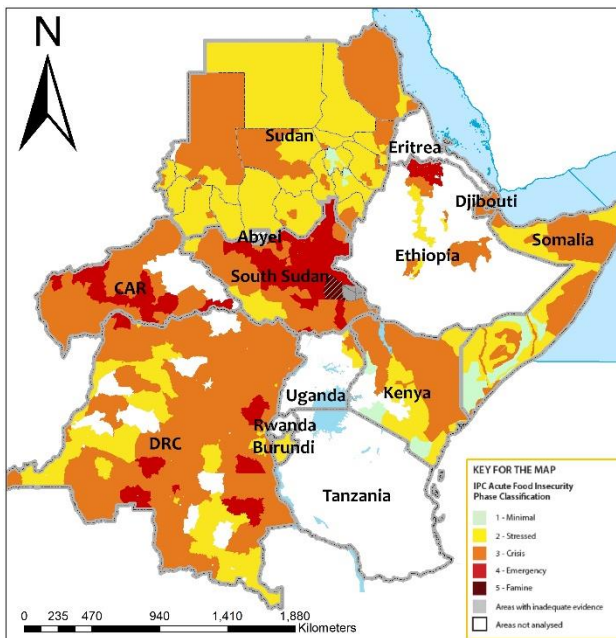 N
Sudan
Eritrea
Djibouti
Abyei
Ethiopia
Somalia
South Sudan
CAR
Uganda
Kenya
Rwanda
DRC
Burundi
Tanzania
KEY FOR THE MAP
IPC Acute Food Insecurity
Phase Classification
1 - Minimal
2 - Stressed
3 - Crisis
4 - Emergency
5 - Famine
Areas with inadequate evidence
Areas not analysed
0 235 470 940 1,410 1,880
Kilometers